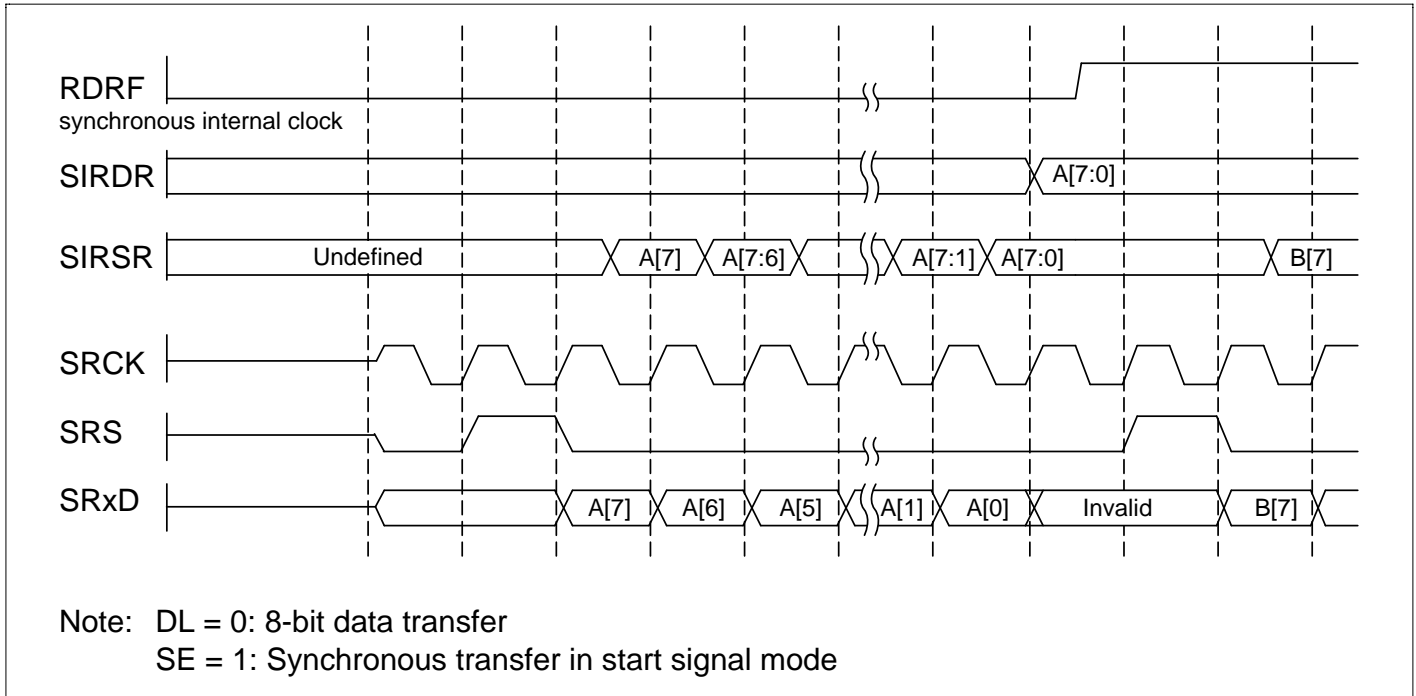 RDRF
synchronous internal clock
SIRDR A[7:0]
SIRSR Undefined A[7] A[7:6] A[7:1] A[7:0] B[7]
SRCK
SRS
SRxD A[7] A[6] A[5] A[1] A[0] Invalid B[7]
Note: DL = 0: 8-bit data transfer
SE = 1: Synchronous transfer in start signal mode